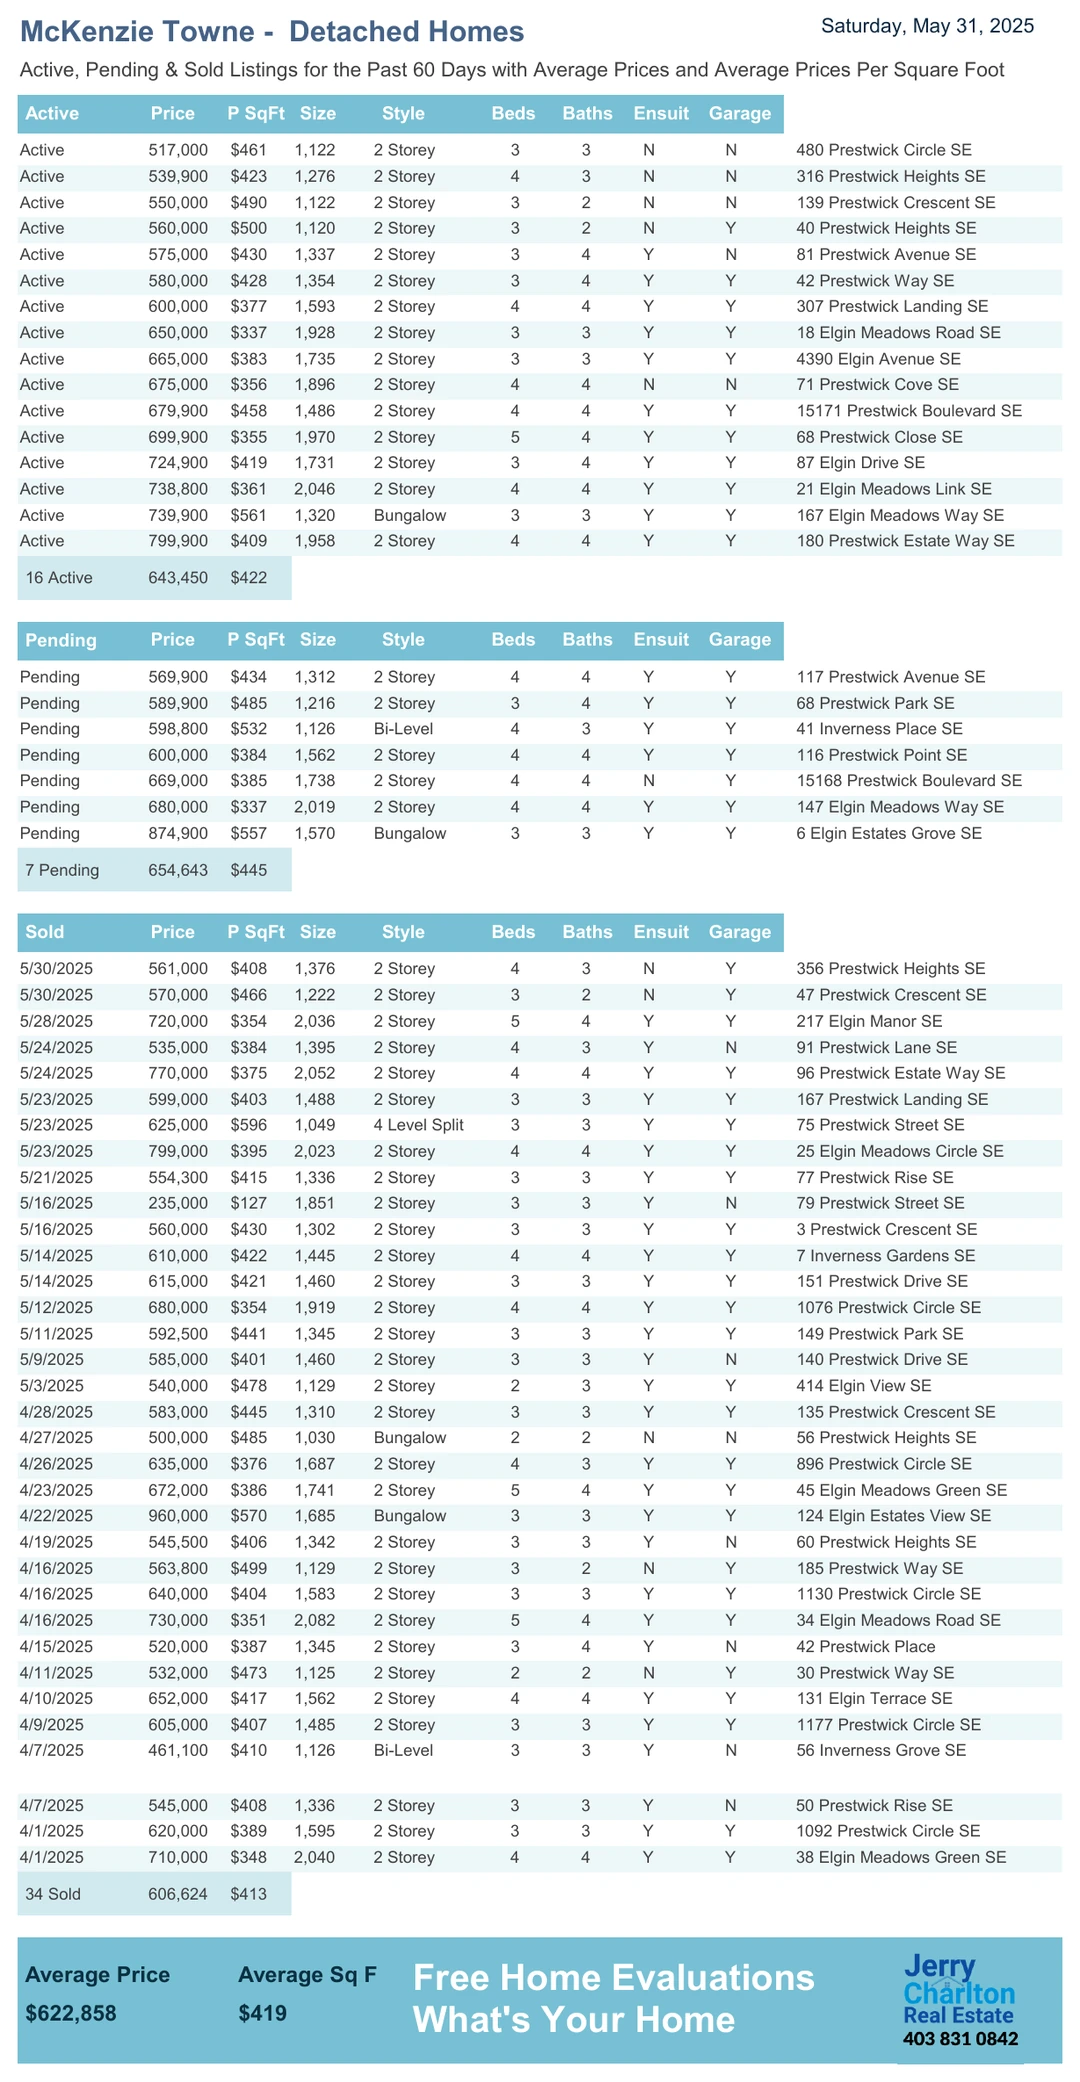 McKenzie Towne - Detached Homes Saturday, May 31, 2025
Active, Pending & Sold Listings for the Past 60 Days with Average Prices and Average Prices Per Square Foot
Active Price P SqFt Size Style Beds Baths Ensuit Garage
Active 517,000 $461 1,122 2 Storey 3 3 N N 480 Prestwick Circle SE
Active 539,900 $423 1,276 2 Storey 4 3 N N 316 Prestwick Heights SE
Active 550,000 $490 1,122 2 Storey 3 2 N N 139 Prestwick Crescent SE
Active 560,000 $500 1,120 2 Storey 3 2 N Y 40 Prestwick Heights SE
Active 575,000 $430 1,337 2 Storey 3 4 Y N 81 Prestwick Avenue SE
Active 580,000 $428 1,354 2 Storey 3 4 Y Y 42 Prestwick Way SE
Active 600,000 $377 1,593 2 Storey 4 4 Y Y 307 Prestwick Landing SE
Active 650,000 $337 1,928 2 Storey 3 3 Y Y 18 Elgin Meadows Road SE
Active 665,000 $383 1,735 2 Storey 3 3 Y Y 4390 Elgin Avenue SE
Active 675,000 $356 1,896 2 Storey 4 4 N N 71 Prestwick Cove SE
Active 679,900 $458 1,486 2 Storey 4 4 Y Y 15171 Prestwick Boulevard SE
Active 699,900 $355 1,970 2 Storey 5 4 Y Y 68 Prestwick Close SE
Active 724,900 $419 1,731 2 Storey 3 4 Y Y 87 Elgin Drive SE
Active 738,800 $361 2,046 2 Storey 4 4 Y Y 21 Elgin Meadows Link SE
Active 739,900 $561 1,320 Bungalow 3 3 Y Y 167 Elgin Meadows Way SE
Active 799,900 $409 1,958 2 Storey 4 4 Y Y 180 Prestwick Estate Way SE
16 Active 643,450 $422
Pending Price P SqFt Size Style Beds Baths Ensuit Garage
Pending 569,900 $434 1,312 2 Storey 4 4 Y Y 117 Prestwick Avenue SE
Pending 589,900 $485 1,216 2 Storey 3 4 Y Y 68 Prestwick Park SE
Pending 598,800 $532 1,126 Bi-Level 4 3 Y Y 41 Inverness Place SE
Pending 600,000 $384 1,562 2 Storey 4 4 Y Y 116 Prestwick Point SE
Pending 669,000 $385 1,738 2 Storey 4 4 N Y 15168 Prestwick Boulevard SE
Pending 680,000 $337 2,019 2 Storey 4 4 Y Y 147 Elgin Meadows Way SE
Pending 874,900 $557 1,570 Bungalow 3 3 Y Y 6 Elgin Estates Grove SE
7 Pending 654,643 $445
Sold Price P SqFt Size Style Beds Baths Ensuit Garage
5/30/2025 561,000 $408 1,376 2 Storey 4 3 N Y 356 Prestwick Heights SE
5/30/2025 570,000 $466 1,222 2 Storey 3 2 N Y 47 Prestwick Crescent SE
5/28/2025 720,000 $354 2,036 2 Storey 5 4 Y Y 217 Elgin Manor SE
5/24/2025 535,000 $384 1,395 2 Storey 4 3 Y N 91 Prestwick Lane SE
5/24/2025 770,000 $375 2,052 2 Storey 4 4 Y Y 96 Prestwick Estate Way SE
5/23/2025 599,000 $403 1,488 2 Storey 3 3 Y Y 167 Prestwick Landing SE
5/23/2025 625,000 $596 1,049 4 Level Split 3 3 Y Y 75 Prestwick Street SE
5/23/2025 799,000 $395 2,023 2 Storey 4 4 Y Y 25 Elgin Meadows Circle SE
5/21/2025 554,300 $415 1,336 2 Storey 3 3 Y Y 77 Prestwick Rise SE
5/16/2025 235,000 $127 1,851 2 Storey 3 3 Y N 79 Prestwick Street SE
5/16/2025 560,000 $430 1,302 2 Storey 3 3 Y Y 3 Prestwick Crescent SE
5/14/2025 610,000 $422 1,445 2 Storey 4 4 Y Y 7 Inverness Gardens SE
5/14/2025 615,000 $421 1,460 2 Storey 3 3 Y Y 151 Prestwick Drive SE
5/12/2025 680,000 $354 1,919 2 Storey 4 4 Y Y 1076 Prestwick Circle SE
5/11/2025 592,500 $441 1,345 2 Storey 3 3 Y Y 149 Prestwick Park SE
5/9/2025 585,000 $401 1,460 2 Storey 3 3 Y N 140 Prestwick Drive SE
5/3/2025 540,000 $478 1,129 2 Storey 2 3 Y Y 414 Elgin View SE
4/28/2025 583,000 $445 1,310 2 Storey 3 3 Y Y 135 Prestwick Crescent SE
4/27/2025 500,000 $485 1,030 Bungalow 2 2 N N 56 Prestwick Heights SE
4/26/2025 635,000 $376 1,687 2 Storey 4 3 Y Y 896 Prestwick Circle SE
4/23/2025 672,000 $386 1,741 2 Storey 5 4 Y Y 45 Elgin Meadows Green SE
4/22/2025 960,000 $570 1,685 Bungalow 3 3 Y Y 124 Elgin Estates View SE
4/19/2025 545,500 $406 1,342 2 Storey 3 3 Y N 60 Prestwick Heights SE
4/16/2025 563,800 $499 1,129 2 Storey 3 2 N Y 185 Prestwick Way SE
4/16/2025 640,000 $404 1,583 2 Storey 3 3 Y Y 1130 Prestwick Circle SE
4/16/2025 730,000 $351 2,082 2 Storey 5 4 Y Y 34 Elgin Meadows Road SE
4/15/2025 520,000 $387 1,345 2 Storey 3 4 Y N 42 Prestwick Place
4/11/2025 532,000 $473 1,125 2 Storey 2 2 N Y 30 Prestwick Way SE
4/10/2025 652,000 $417 1,562 2 Storey 4 4 Y Y 131 Elgin Terrace SE
4/9/2025 605,000 $407 1,485 2 Storey 3 3 Y Y 1177 Prestwick Circle SE
4/7/2025 461,100 $410 1,126 Bi-Level 3 3 Y N 56 Inverness Grove SE
4/7/2025 545,000 $408 1,336 2 Storey 3 3 Y N 50 Prestwick Rise SE
4/1/2025 620,000 $389 1,595 2 Storey 3 3 Y Y 1092 Prestwick Circle SE
4/1/2025 710,000 $348 2,040 2 Storey 4 4 Y Y 38 Elgin Meadows Green SE
34 Sold 606,624 $413
Average Price Average Sq F
$622,858 $419
Free Home Evaluations
What's Your Home
Jerry
Charlton
Real Estate
403 831 0842